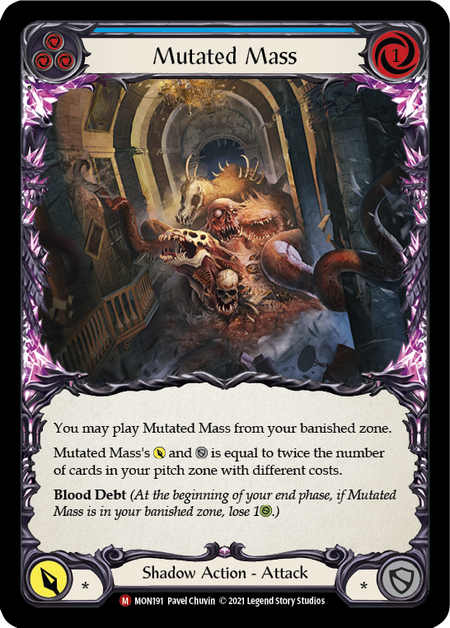 Mutated Mass
1
You may play Mutated Mass from your banished zone.
Mutated Mass's and is equal to twice the number
of cards in your pitch zone with different costs.
Blood Debt (At the beginning of your end phase, if Mutated
Mass is in your banished zone, lose 1.)
* Shadow Action - Attack *
M MON191 Pavel Chuvin © 2021 Legend Story Studios